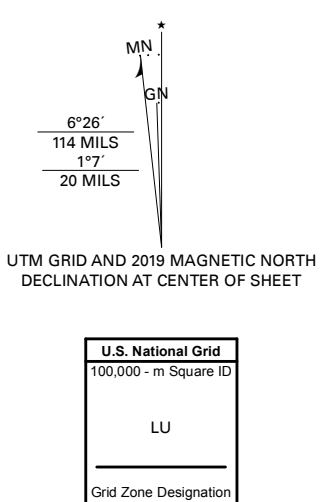 ★
MN
GN
6°26´
114 MILS
1°7´
20 MILS
UTM GRID AND 2019 MAGNETIC NORTH
DECLINATION AT CENTER OF SHEET
U.S. National Grid
100,000 - m Square ID
LU
Grid Zone Designation